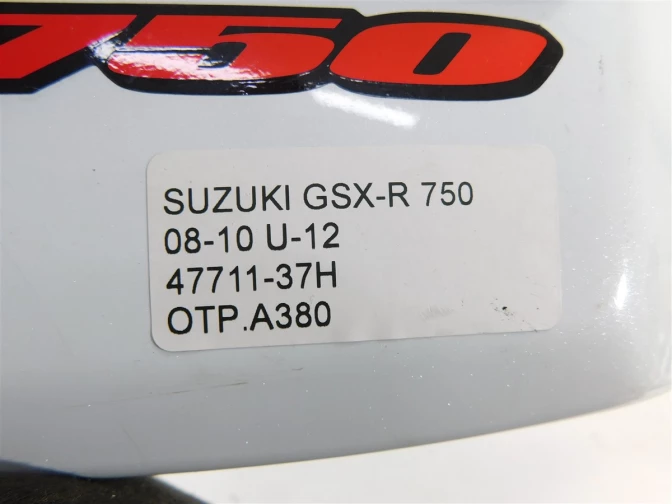 750
SUZUKI GSX-R 750
08-10 U-12
47711-37H
OTP.A380